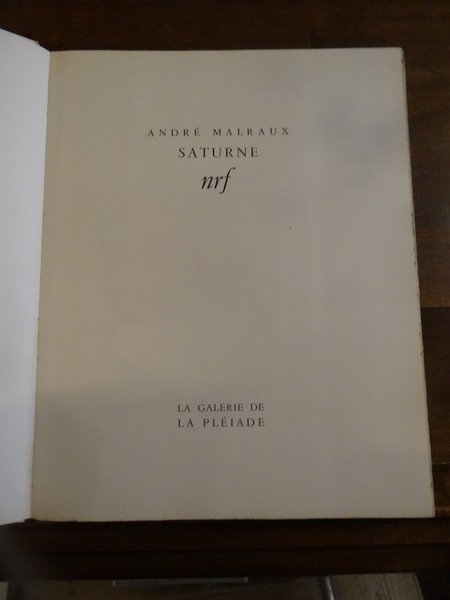 ANDRÉ MALRAUX
SATURNE
nrf
LA GALERIE DE
LA PLÉIADE